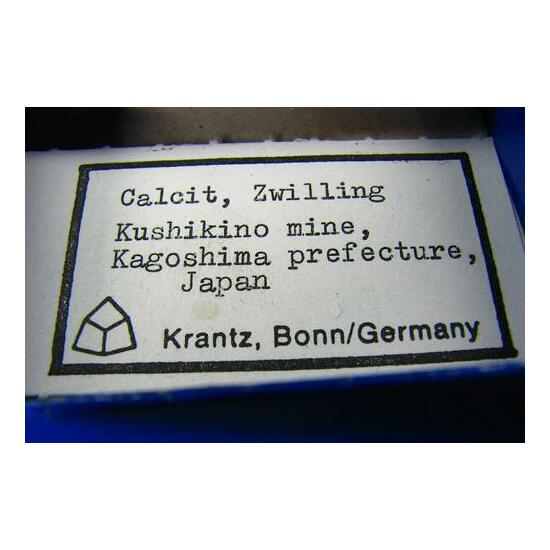 Calcit, Zwilling
Kushikino mine,
Kagoshima prefecture,
Japan
Krantz, Bonn/Germany